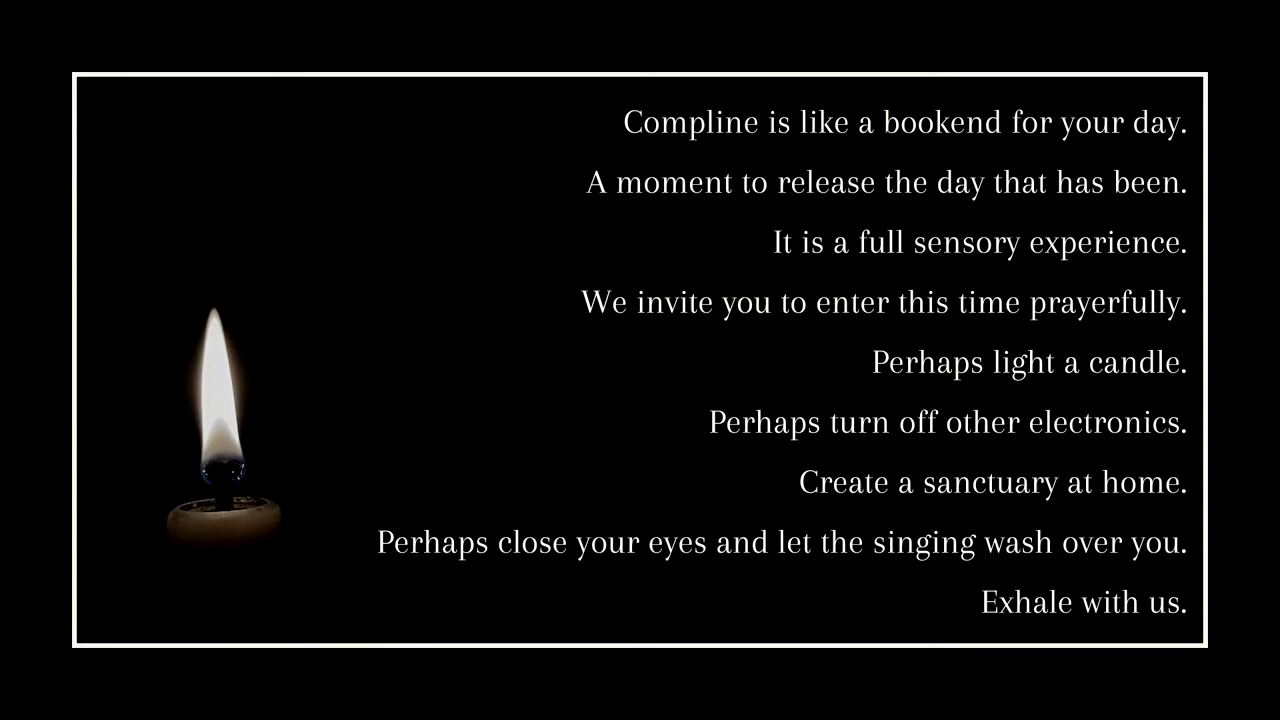 Compline is like a bookend for your day.
A moment to release the day that has been.
It is a full sensory experience.
We invite you to enter this time prayerfully.
Perhaps light a candle.
Perhaps turn off other electronics.
Create a sanctuary at home.
Perhaps close your eyes and let the singing wash over you.
Exhale with us.